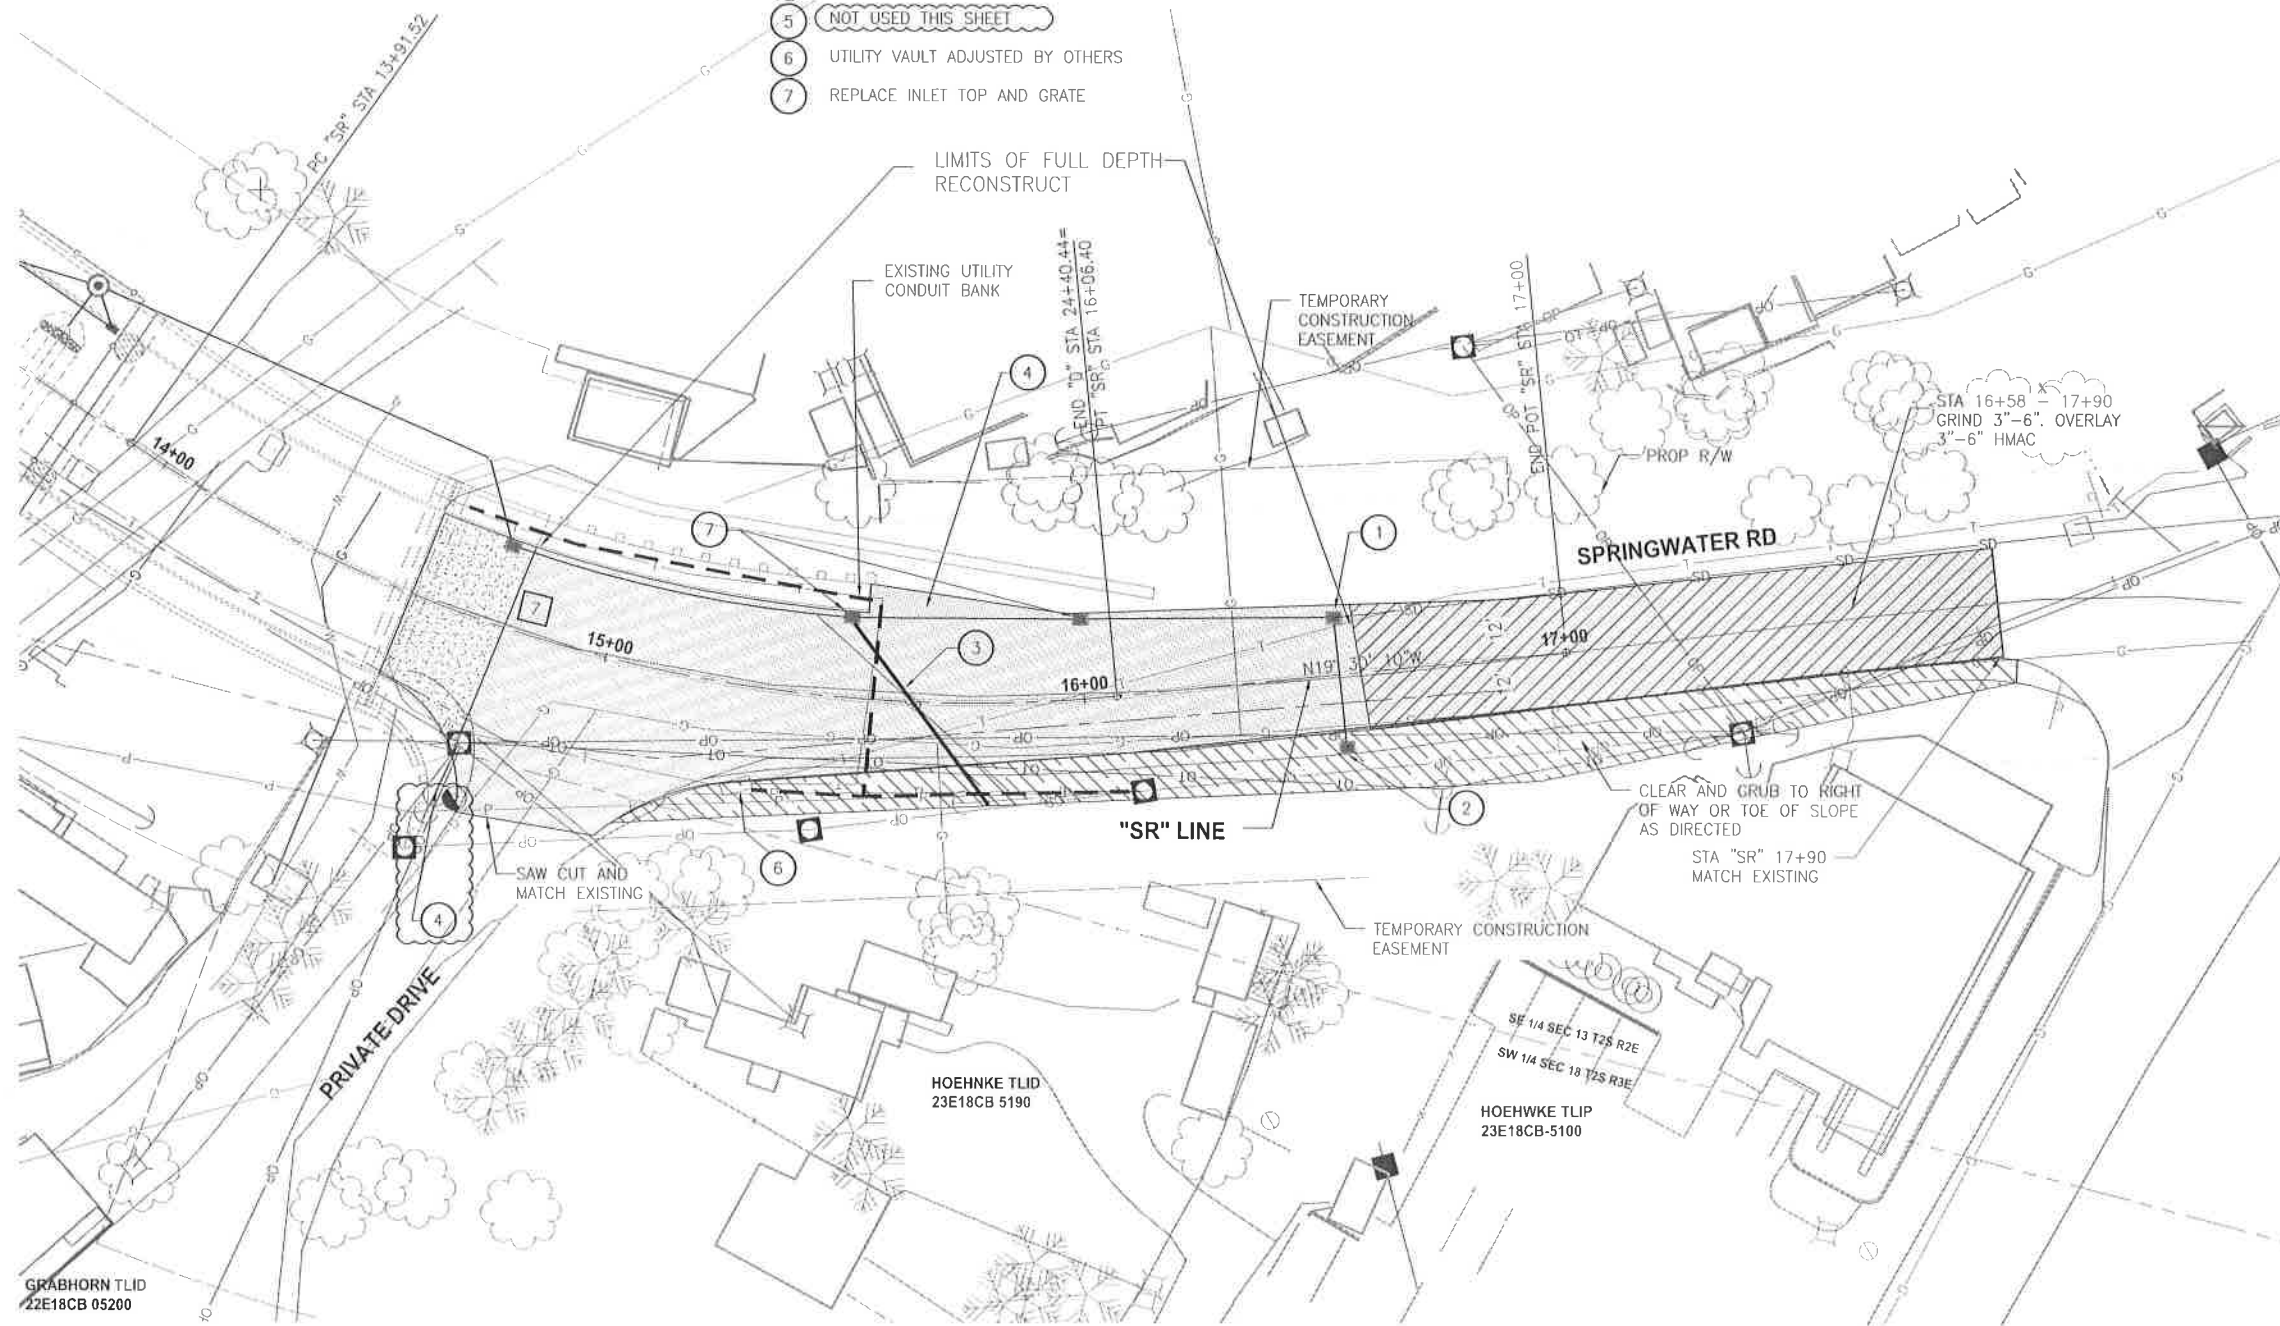 5 NOT USED THIS SHEET
6 UTILITY VAULT ADJUSTED BY OTHERS
7 REPLACE INLET TOP AND GRATE
PC "SR" STA 13+91.52
LIMITS OF FULL DEPTH
RECONSTRUCT
EXISTING UTILITY
CONDUIT BANK
END "D" STA 24+40.44=
POT "SR" STA 16+06.40
TEMPORARY
CONSTRUCTION
EASEMENT
END POT "SR" STA 17+00
4
STA 16+58 - 17+90
GRIND 3"-6". OVERLAY
3"-6" HMAC
PROP R/W
14+00
7
1
SPRINGWATER RD
7
15+00
3
16+00
N19° 30' 10"W
12'
12'
17+00
CLEAR AND GRUB TO RIGHT
OF WAY OR TOE OF SLOPE
AS DIRECTED
2
"SR" LINE
STA "SR" 17+90
MATCH EXISTING
6
SAW CUT AND
MATCH EXISTING
4
TEMPORARY CONSTRUCTION
EASEMENT
PRIVATE DRIVE
SE 1/4 SEC 13 T2S R2E
SW 1/4 SEC 18 T2S R3E
HOEHNKE TLID
23E18CB 5190
HOEHWKE TLIP
23E18CB-5100
GRABHORN TLID
22E18CB 05200